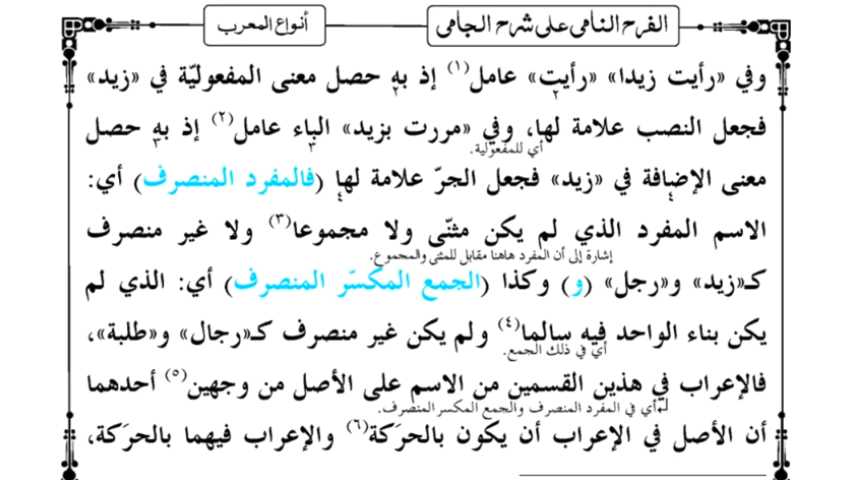 الفرح النامي على شرح الجامي
أنواع المعرب
وفي «رأيت زيدا» «رأيت» عامل(١) إذ به حصل معنى المفعوليّة في «زيد»
فجعل النصب علامة لها، وفي «مررت بزيد» الباء عامل(٢) إذ به حصل
أي للمفعولية.
معنى الإضافة في «زيد» فجعل الجرّ علامة لها (فالمفرد المنصرف) أي:
الاسم المفرد الذي لم يكن مثنّى ولا مجموعا(٣) ولا غير منصرف
إشارة إلى أن المفرد هاهنا مقابل للمثنى والمجموع.
كـ«زيد» و«رجل» (و) وكذا (الجمع المكسّر المنصرف) أي: الذي لم
يكن بناء الواحد فيه سالما(٤) ولم يكن غير منصرف كـ«رجال» و«طلبة»،
أي في ذلك الجمع.
فالإعراب في هذين القسمين من الاسم على الأصل من وجهين(٥) أحدهما
أي في المفرد المنصرف والجمع المكسر المنصرف.
أن الأصل في الإعراب أن يكون بالحرَكة(٦) والإعراب فيهما بالحرَكة،